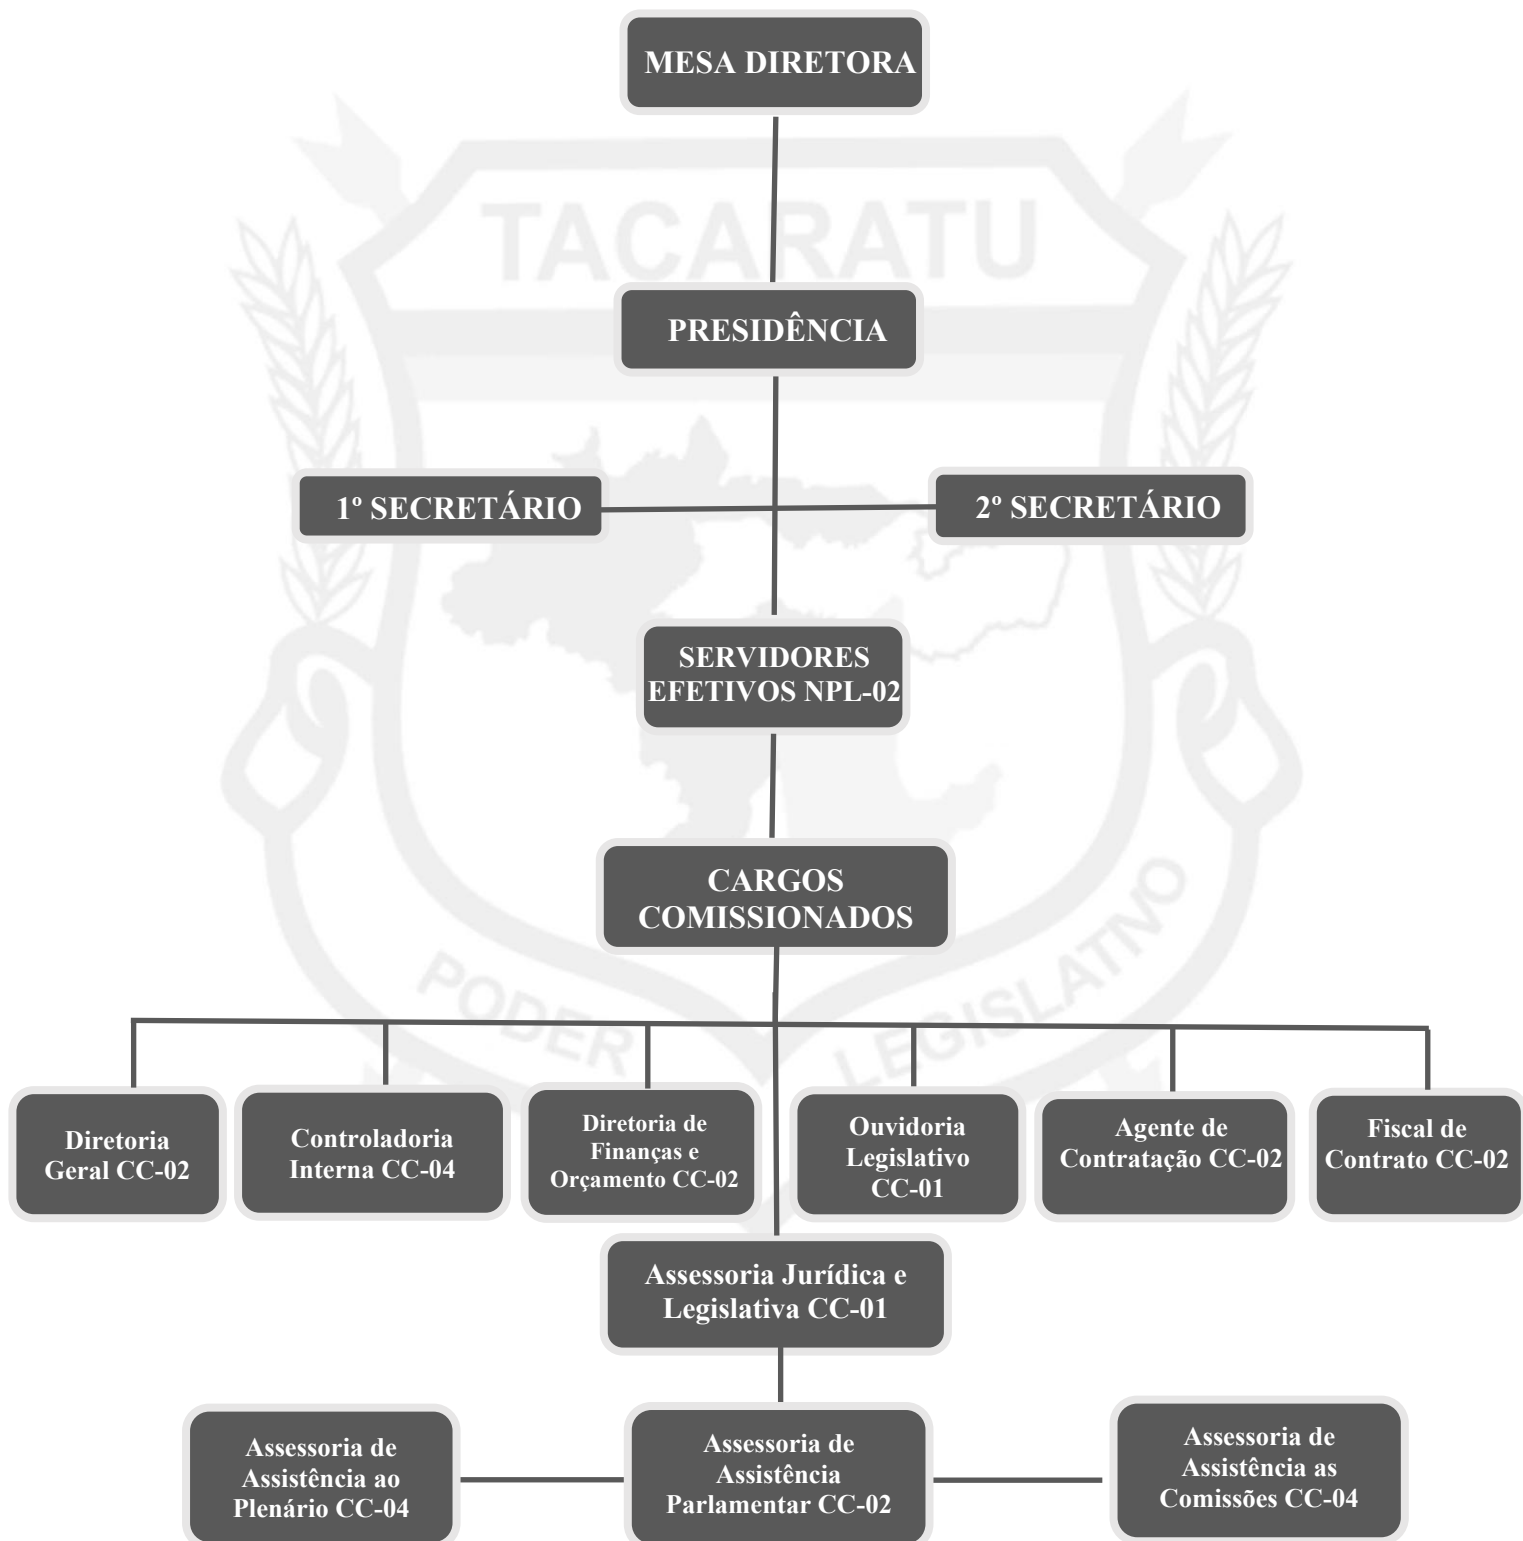 MESA DIRETORA
TACARATU
PRESIDÊNCIA
1º SECRETÁRIO
2º SECRETÁRIO
SERVIDORES
EFETIVOS NPL-02
CARGOS
COMISSIONADOS
PODER LEGISLATIVO
Diretoria
Geral CC-02
Controladoria
Interna CC-04
Diretoria de
Finanças e
Orçamento CC-02
Ouvidoria
Legislativo
CC-01
Agente de
Contratação CC-02
Fiscal de
Contrato CC-02
Assessoria Jurídica e
Legislativa CC-01
Assessoria de
Assistência ao
Plenário CC-04
Assessoria de
Assistência
Parlamentar CC-02
Assessoria de
Assistência as
Comissões CC-04